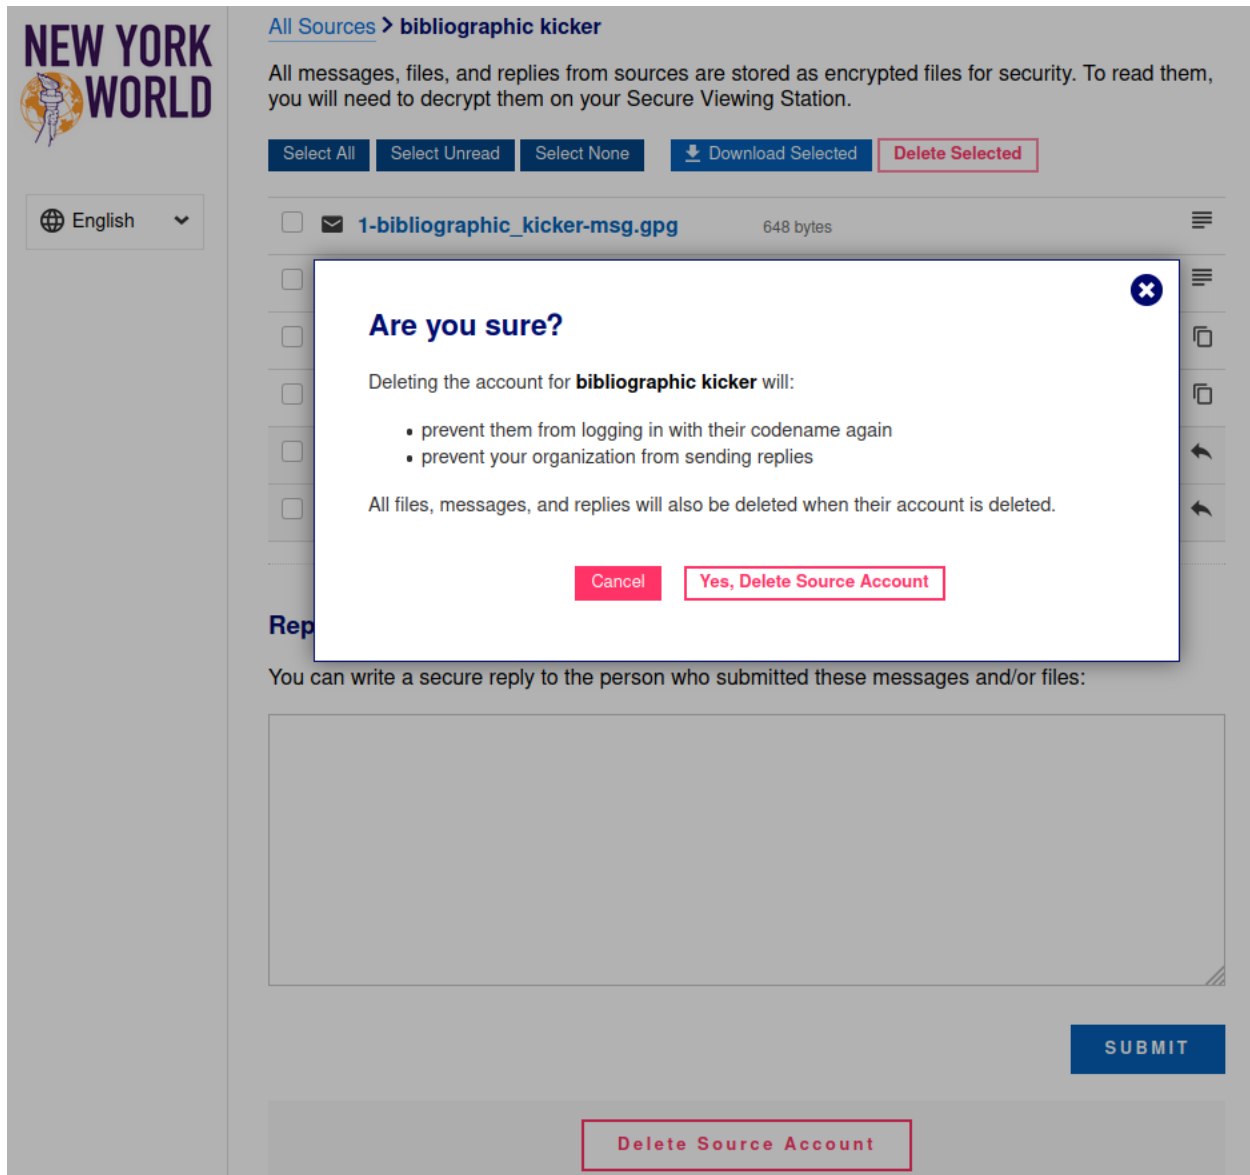 NEW YORK
WORLD
English
All Sources > bibliographic kicker
All messages, files, and replies from sources are stored as encrypted files for security. To read them,
you will need to decrypt them on your Secure Viewing Station.
Select All Select Unread Select None Download Selected Delete Selected
1-bibliographic_kicker-msg.gpg 648 bytes
Are you sure?
Deleting the account for bibliographic kicker will:
• prevent them from logging in with their codename again
• prevent your organization from sending replies
All files, messages, and replies will also be deleted when their account is deleted.
Cancel Yes, Delete Source Account
Rep
You can write a secure reply to the person who submitted these messages and/or files:
SUBMIT
Delete Source Account